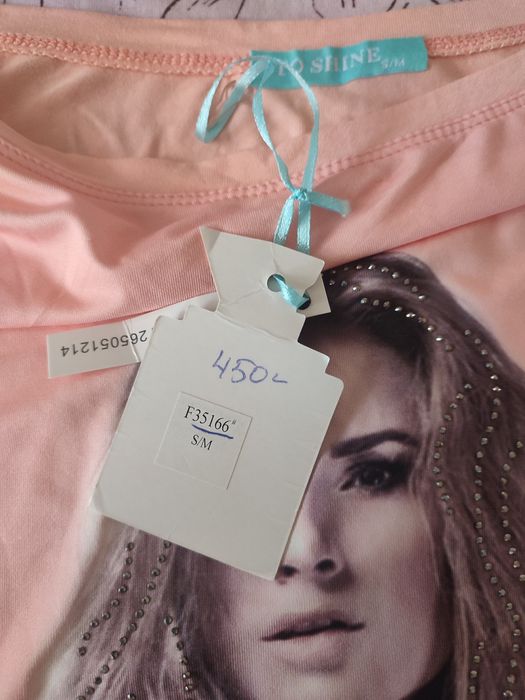 TO SHINE
S/M
265051214
450-
F35166#
S/M